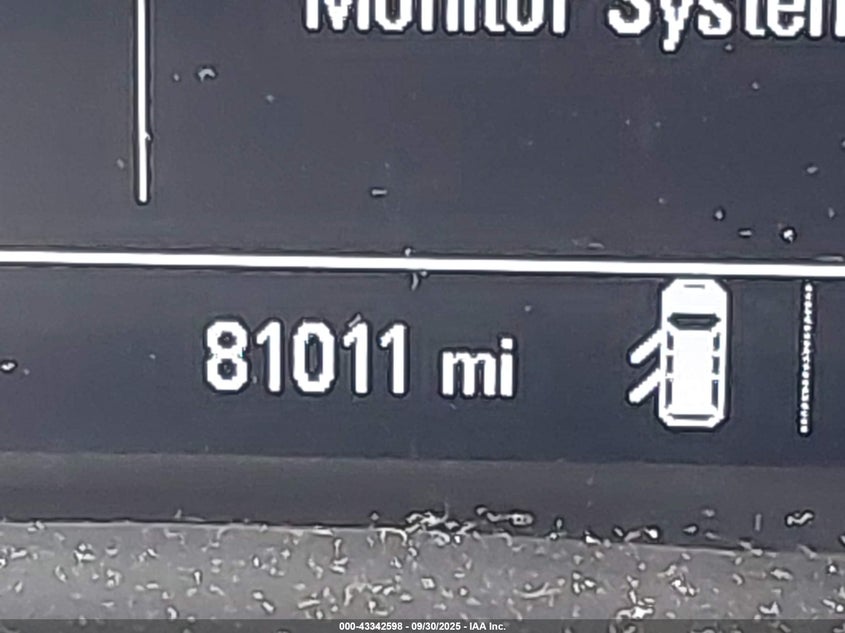 Monitor System
81011 mi
000-43342598 - 09/30/2025 - IAA Inc.